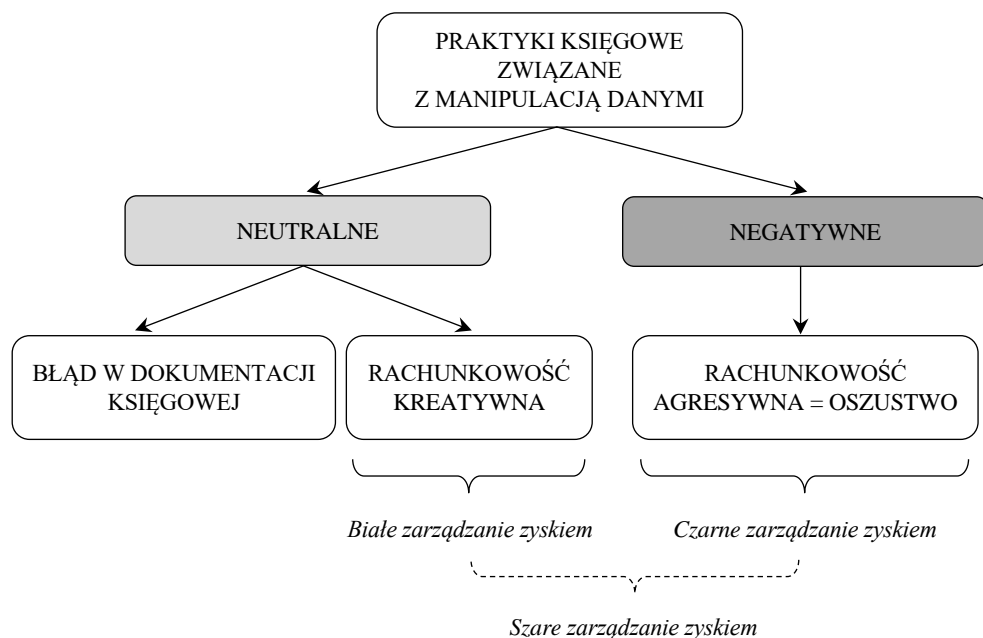 PRAKTYKI KSIĘGOWE
ZWIĄZANE
Z MANIPULACJĄ DANYMI
NEUTRALNE
NEGATYWNE
BŁĄD W DOKUMENTACJI
KSIĘGOWEJ
RACHUNKOWOŚĆ
KREATYWNA
RACHUNKOWOŚĆ
AGRESYWNA = OSZUSTWO
Białe zarządzanie zyskiem
Czarne zarządzanie zyskiem
Szare zarządzanie zyskiem